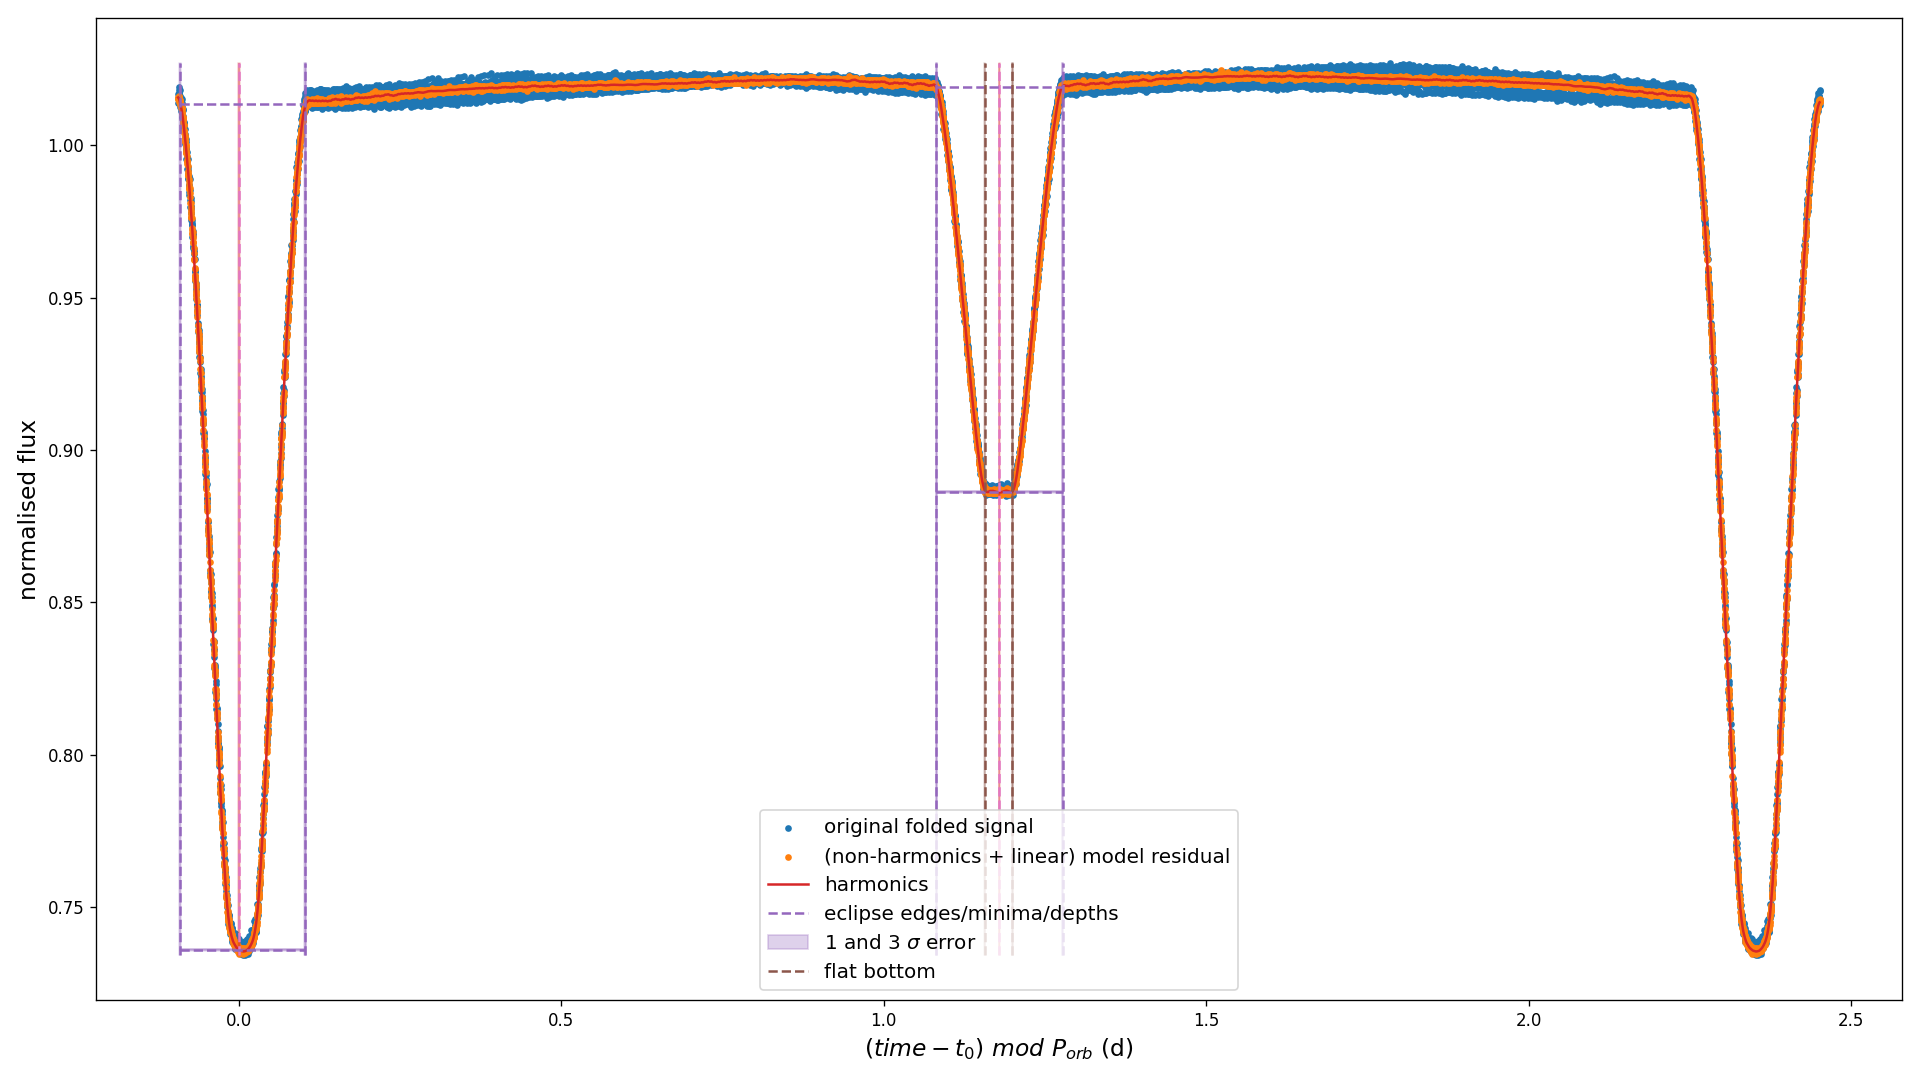 normalised flux
1.00
0.95
0.90
0.85
0.80
0.75
original folded signal
(non-harmonics + linear) model residual
harmonics
eclipse edges/minima/depths
1 and 3 σ error
flat bottom
0.0 0.5 1.0 1.5 2.0 2.5
(time − t₀) mod Pₒᵣb (d)